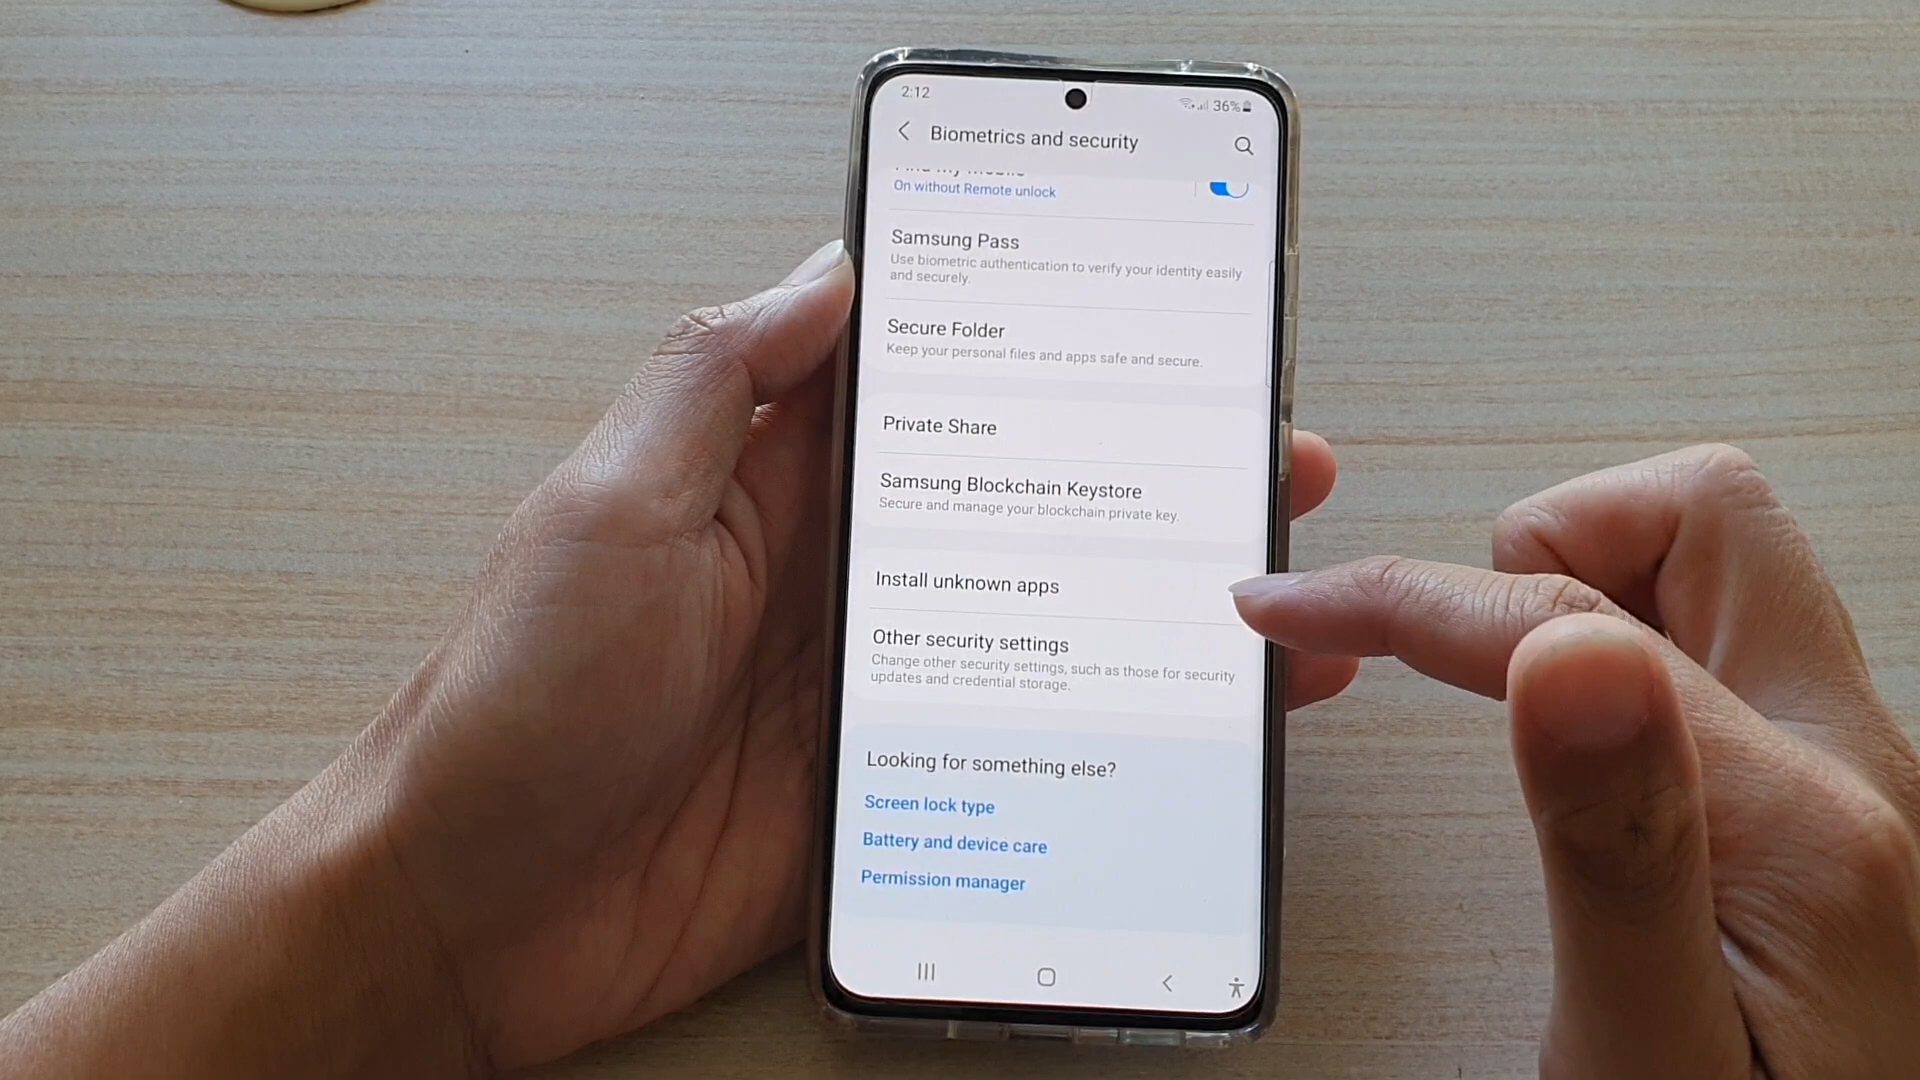 2:12
36%
Biometrics and security
On without Remote unlock
Samsung Pass
Use biometric authentication to verify your identity easily
and securely.
Secure Folder
Keep your personal files and apps safe and secure.
Private Share
Samsung Blockchain Keystore
Secure and manage your blockchain private key.
Install unknown apps
Other security settings
Change other security settings, such as those for security
updates and credential storage.
Looking for something else?
Screen lock type
Battery and device care
Permission manager